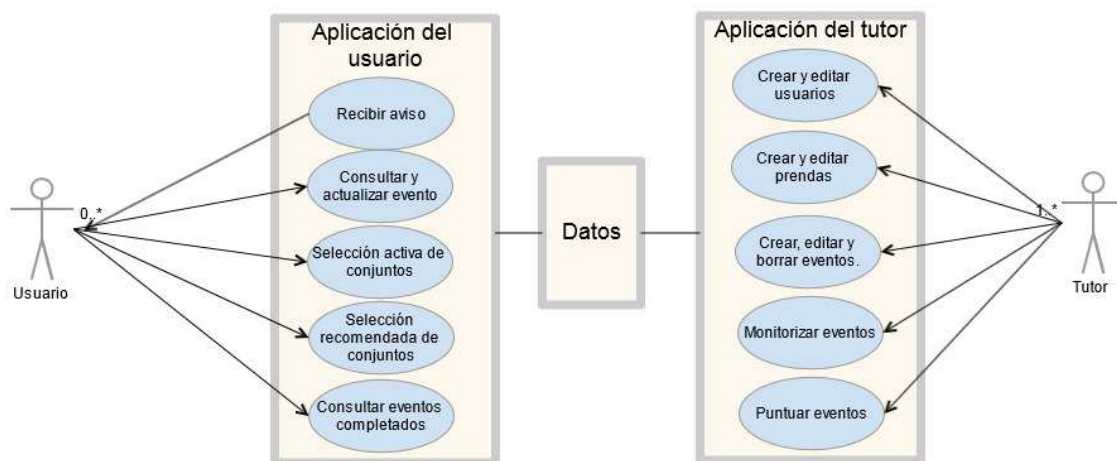 Aplicación del
usuario
Recibir aviso
Consultar y
actualizar evento
Selección activa de
conjuntos
Selección
recomendada de
conjuntos
Consultar eventos
completados
0..*
Usuario
Datos
Aplicación del tutor
Crear y editar
usuarios
Crear y editar
prendas
Crear, editar y
borrar eventos.
Monitorizar eventos
Puntuar eventos
1..*
Tutor